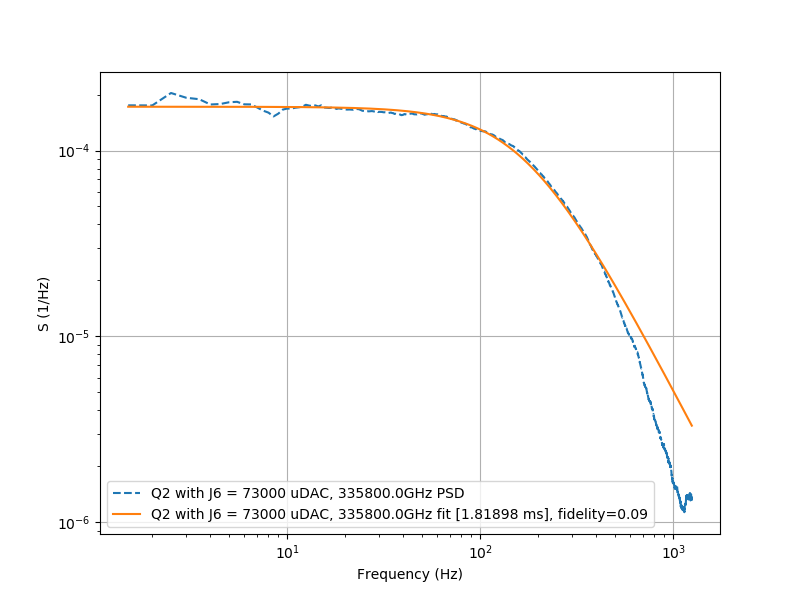 S (1/Hz)
10⁻⁴
10⁻⁵
10⁻⁶
Q2 with J6 = 73000 uDAC, 335800.0GHz PSD
Q2 with J6 = 73000 uDAC, 335800.0GHz fit [1.81898 ms], fidelity=0.09
10¹ 10² 10³
Frequency (Hz)